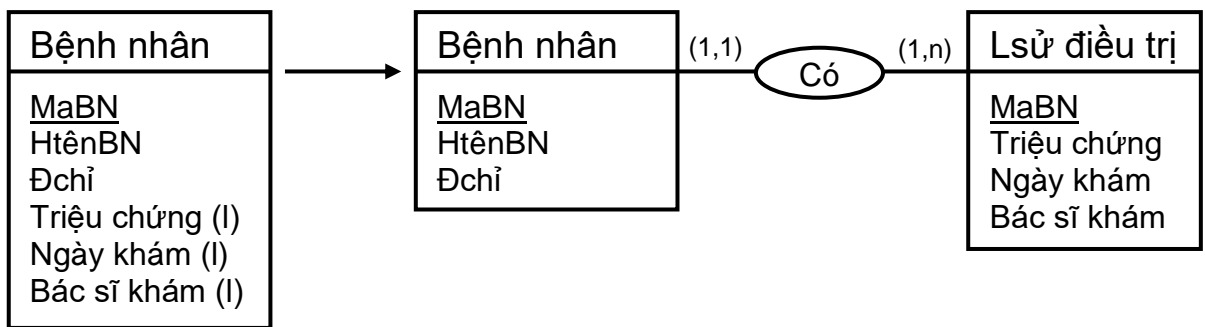 Bệnh nhân
MaBN
HtênBN
Đchỉ
Triệu chứng (l)
Ngày khám (l)
Bác sĩ khám (l)
Bệnh nhân
MaBN
HtênBN
Đchỉ
(1,1)
Có
(1,n)
Lsử điều trị
MaBN
Triệu chứng
Ngày khám
Bác sĩ khám